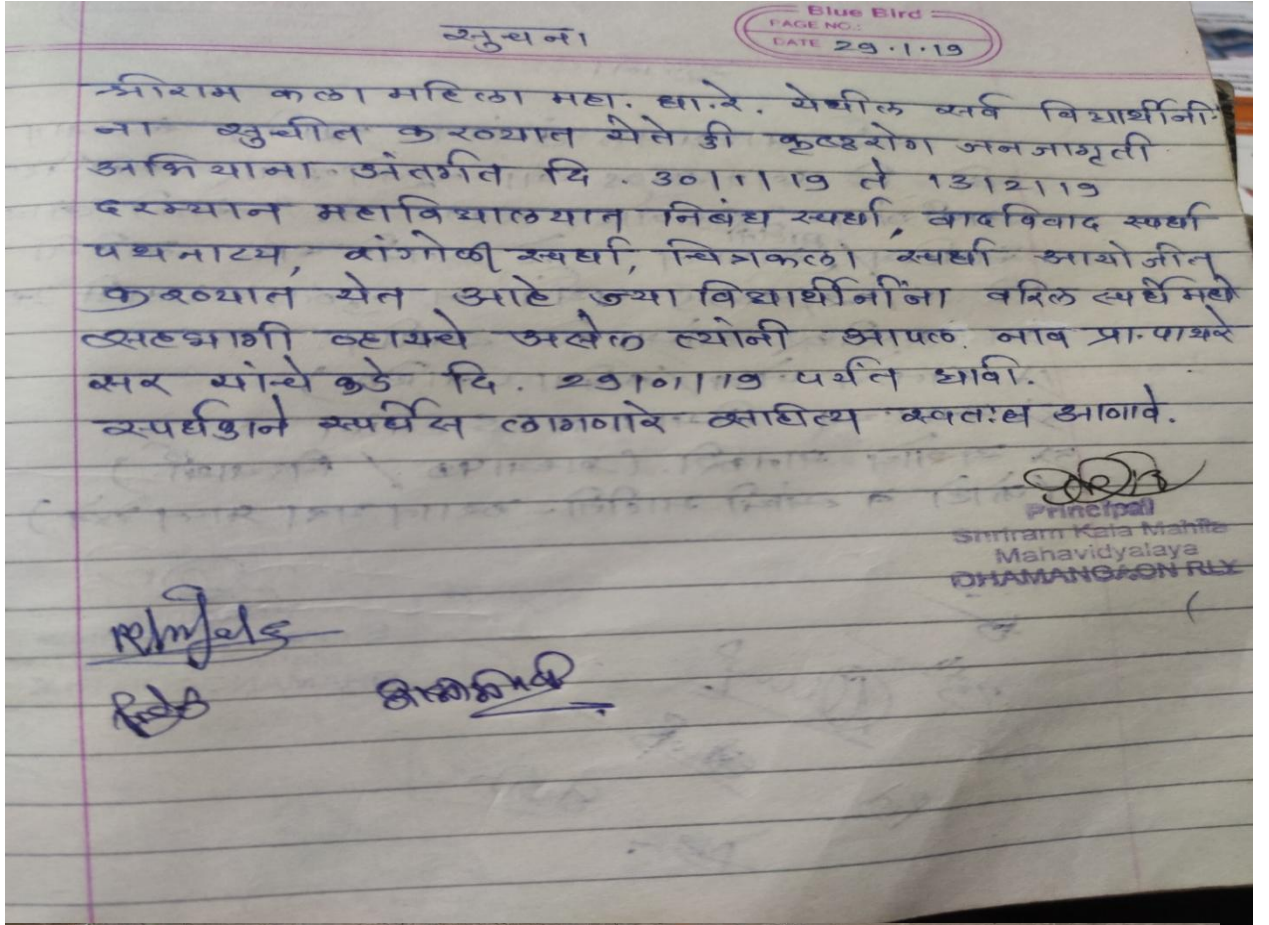 Blue Bird
PAGE NO.:
DATE 29.1.19
सुचना
श्रीराम कला महिला महा. धा.रे. येथील सर्व विद्यार्थीनीं
ना सुचीत करण्यात येते की कृष्ठरोग जनजागृती
अभियाना अंतर्गत दि. 30|1|19 ते 13|2|19
दरम्यान महाविद्यालयात निबंध स्पर्धा, वादविवाद स्पर्धा
पथनाट्य, रांगोळी स्पर्धा, चित्रकला स्पर्धा आयोजीत
करण्यात येत आहे ज्या विद्यार्थीनींना वरिल स्पर्धेमध्ये
सहभागी व्हायचे असेल त्यांनी आपल नाव प्रा. पाथरे
सर यांचे कडे दि. 29|01|19 पर्यंत द्यावी.
स्पर्धकाने स्पर्धेस लागणारे साहित्य स्वतःच आणावे.
Principal
Shriram Kala Mahila
Mahavidyalaya
DHAMANGAON RLY